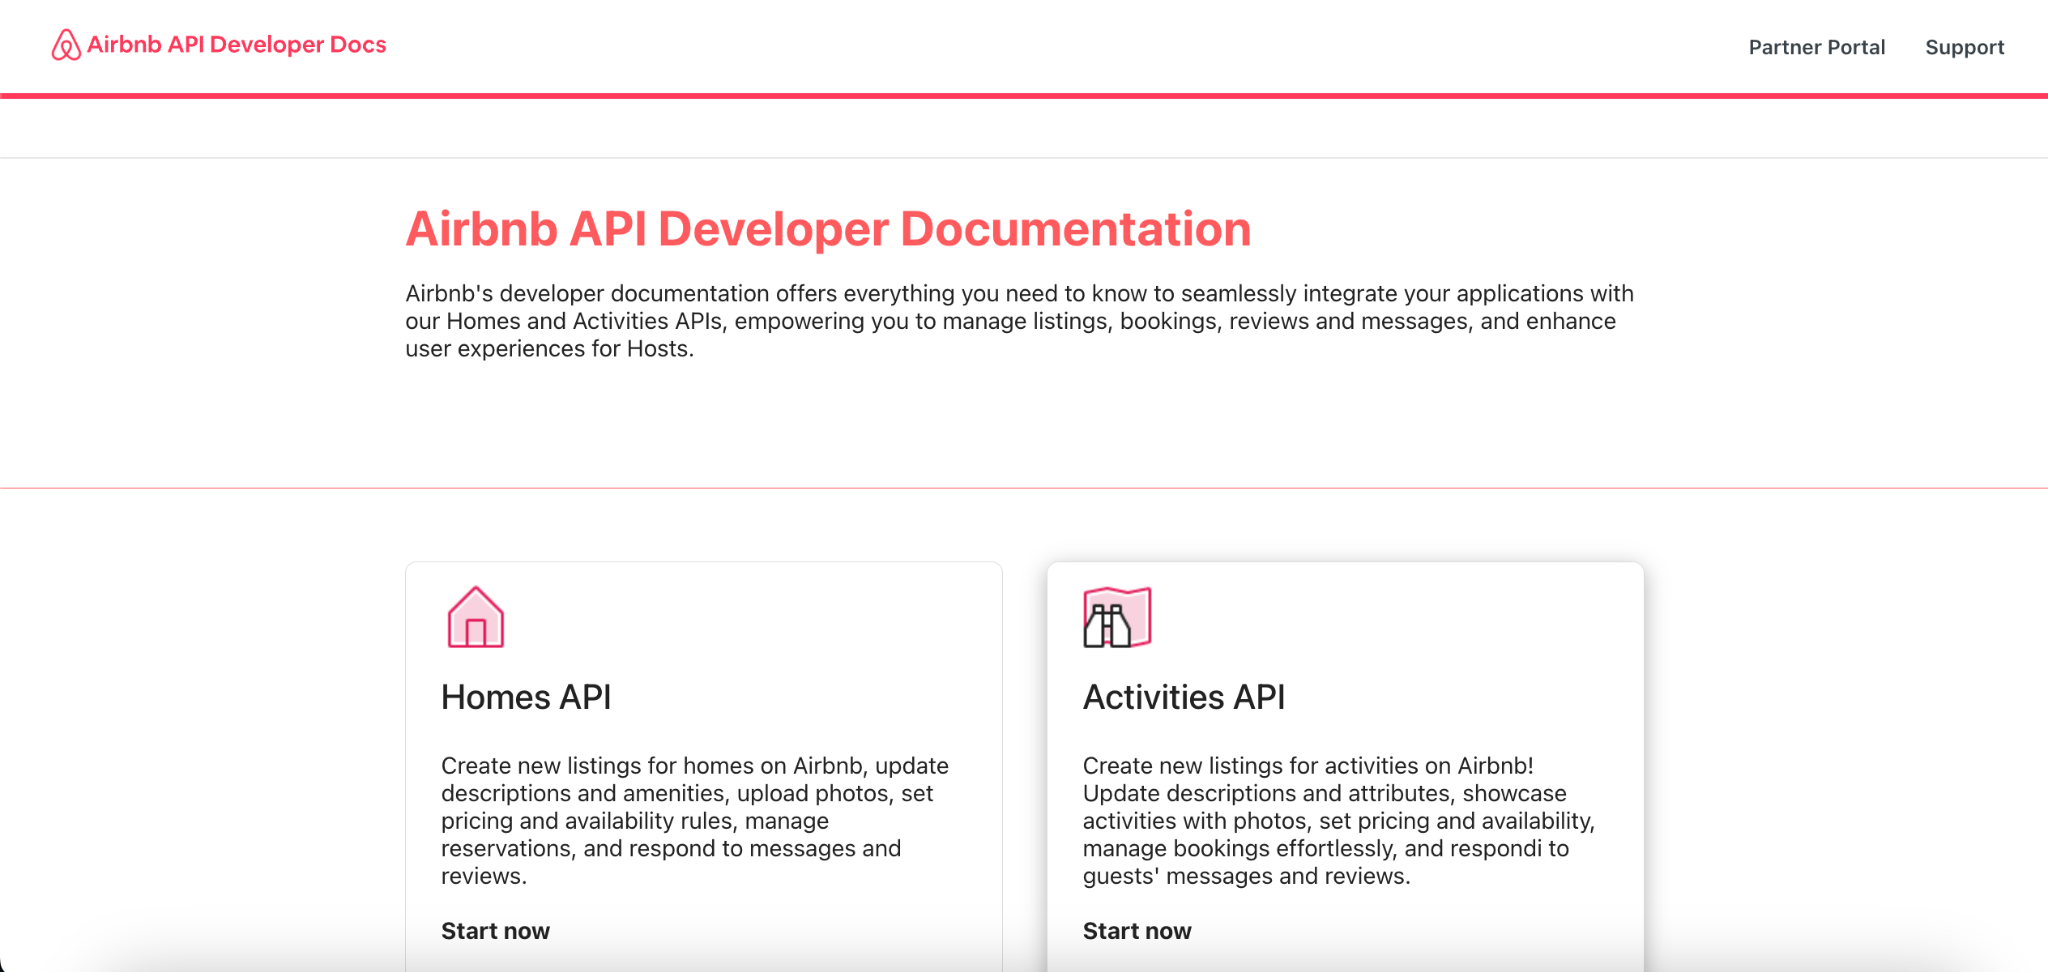 Airbnb API Developer Docs
Partner Portal
Support
Airbnb API Developer Documentation
Airbnb's developer documentation offers everything you need to know to seamlessly integrate your applications with
our Homes and Activities APIs, empowering you to manage listings, bookings, reviews and messages, and enhance
user experiences for Hosts.
Homes API
Create new listings for homes on Airbnb, update
descriptions and amenities, upload photos, set
pricing and availability rules, manage
reservations, and respond to messages and
reviews.
Start now
Activities API
Create new listings for activities on Airbnb!
Update descriptions and attributes, showcase
activities with photos, set pricing and availability,
manage bookings effortlessly, and respondi to
guests' messages and reviews.
Start now